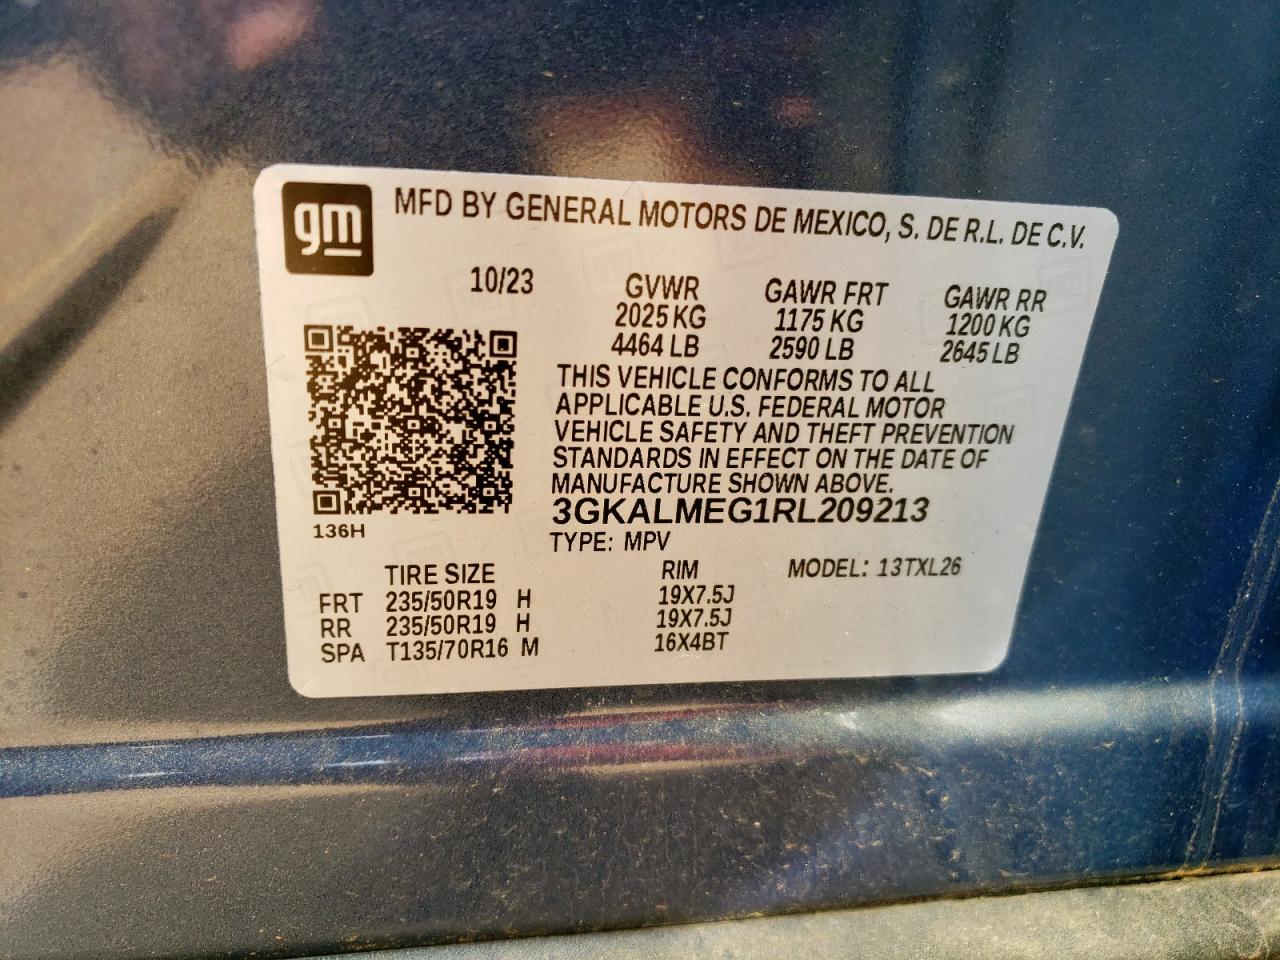 gm
MFD BY GENERAL MOTORS DE MEXICO, S. DE R.L. DE C.V.
10/23 GVWR GAWR FRT GAWR RR
2025 KG 1175 KG 1200 KG
4464 LB 2590 LB 2645 LB
THIS VEHICLE CONFORMS TO ALL
APPLICABLE U.S. FEDERAL MOTOR
VEHICLE SAFETY AND THEFT PREVENTION
STANDARDS IN EFFECT ON THE DATE OF
MANUFACTURE SHOWN ABOVE.
3GKALMEG1RL209213
136H
TYPE: MPV
TIRE SIZE RIM MODEL: 13TXL26
FRT 235/50R19 H 19X7.5J
RR 235/50R19 H 19X7.5J
SPA T135/70R16 M 16X4BT